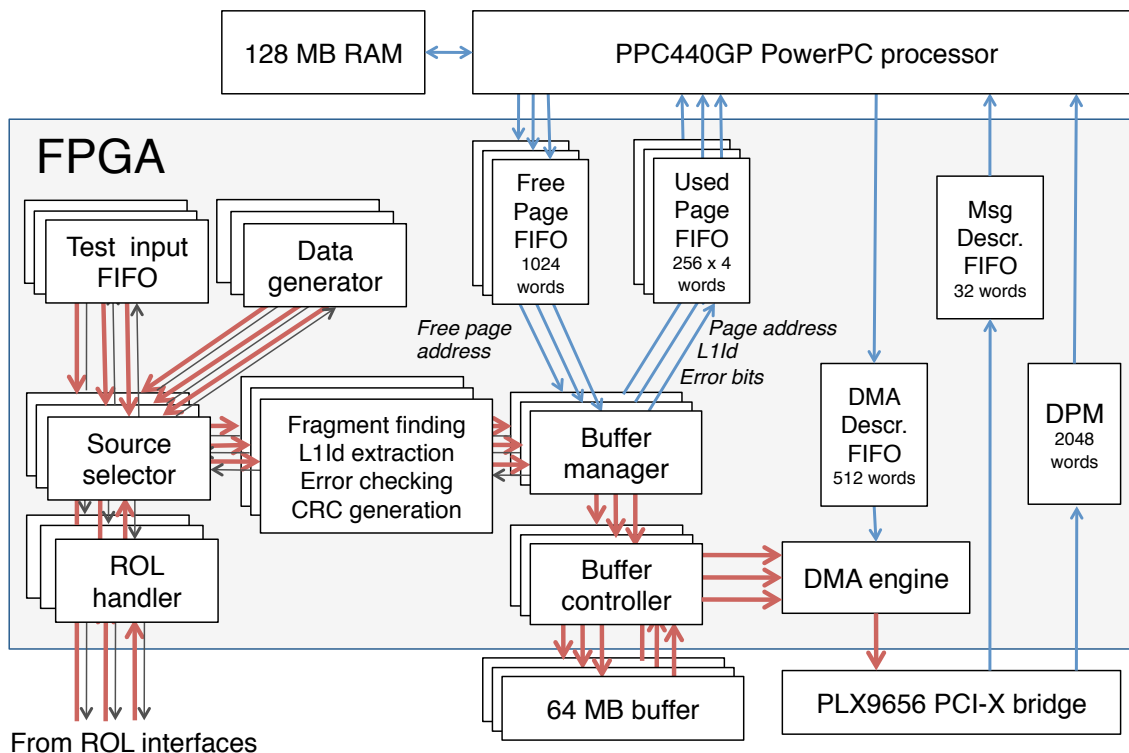 128 MB RAM
PPC440GP PowerPC processor
FPGA
Free
Page
FIFO
1024
words
Used
Page
FIFO
256 x 4
words
Msg
Descr.
FIFO
32 words
Test input
FIFO
Data
generator
Free page
address
Page address
L1Id
Error bits
DMA
Descr.
FIFO
512 words
DPM
2048
words
Source
selector
Fragment finding
L1Id extraction
Error checking
CRC generation
Buffer
manager
ROL
handler
Buffer
controller
DMA engine
64 MB buffer
PLX9656 PCI-X bridge
From ROL interfaces